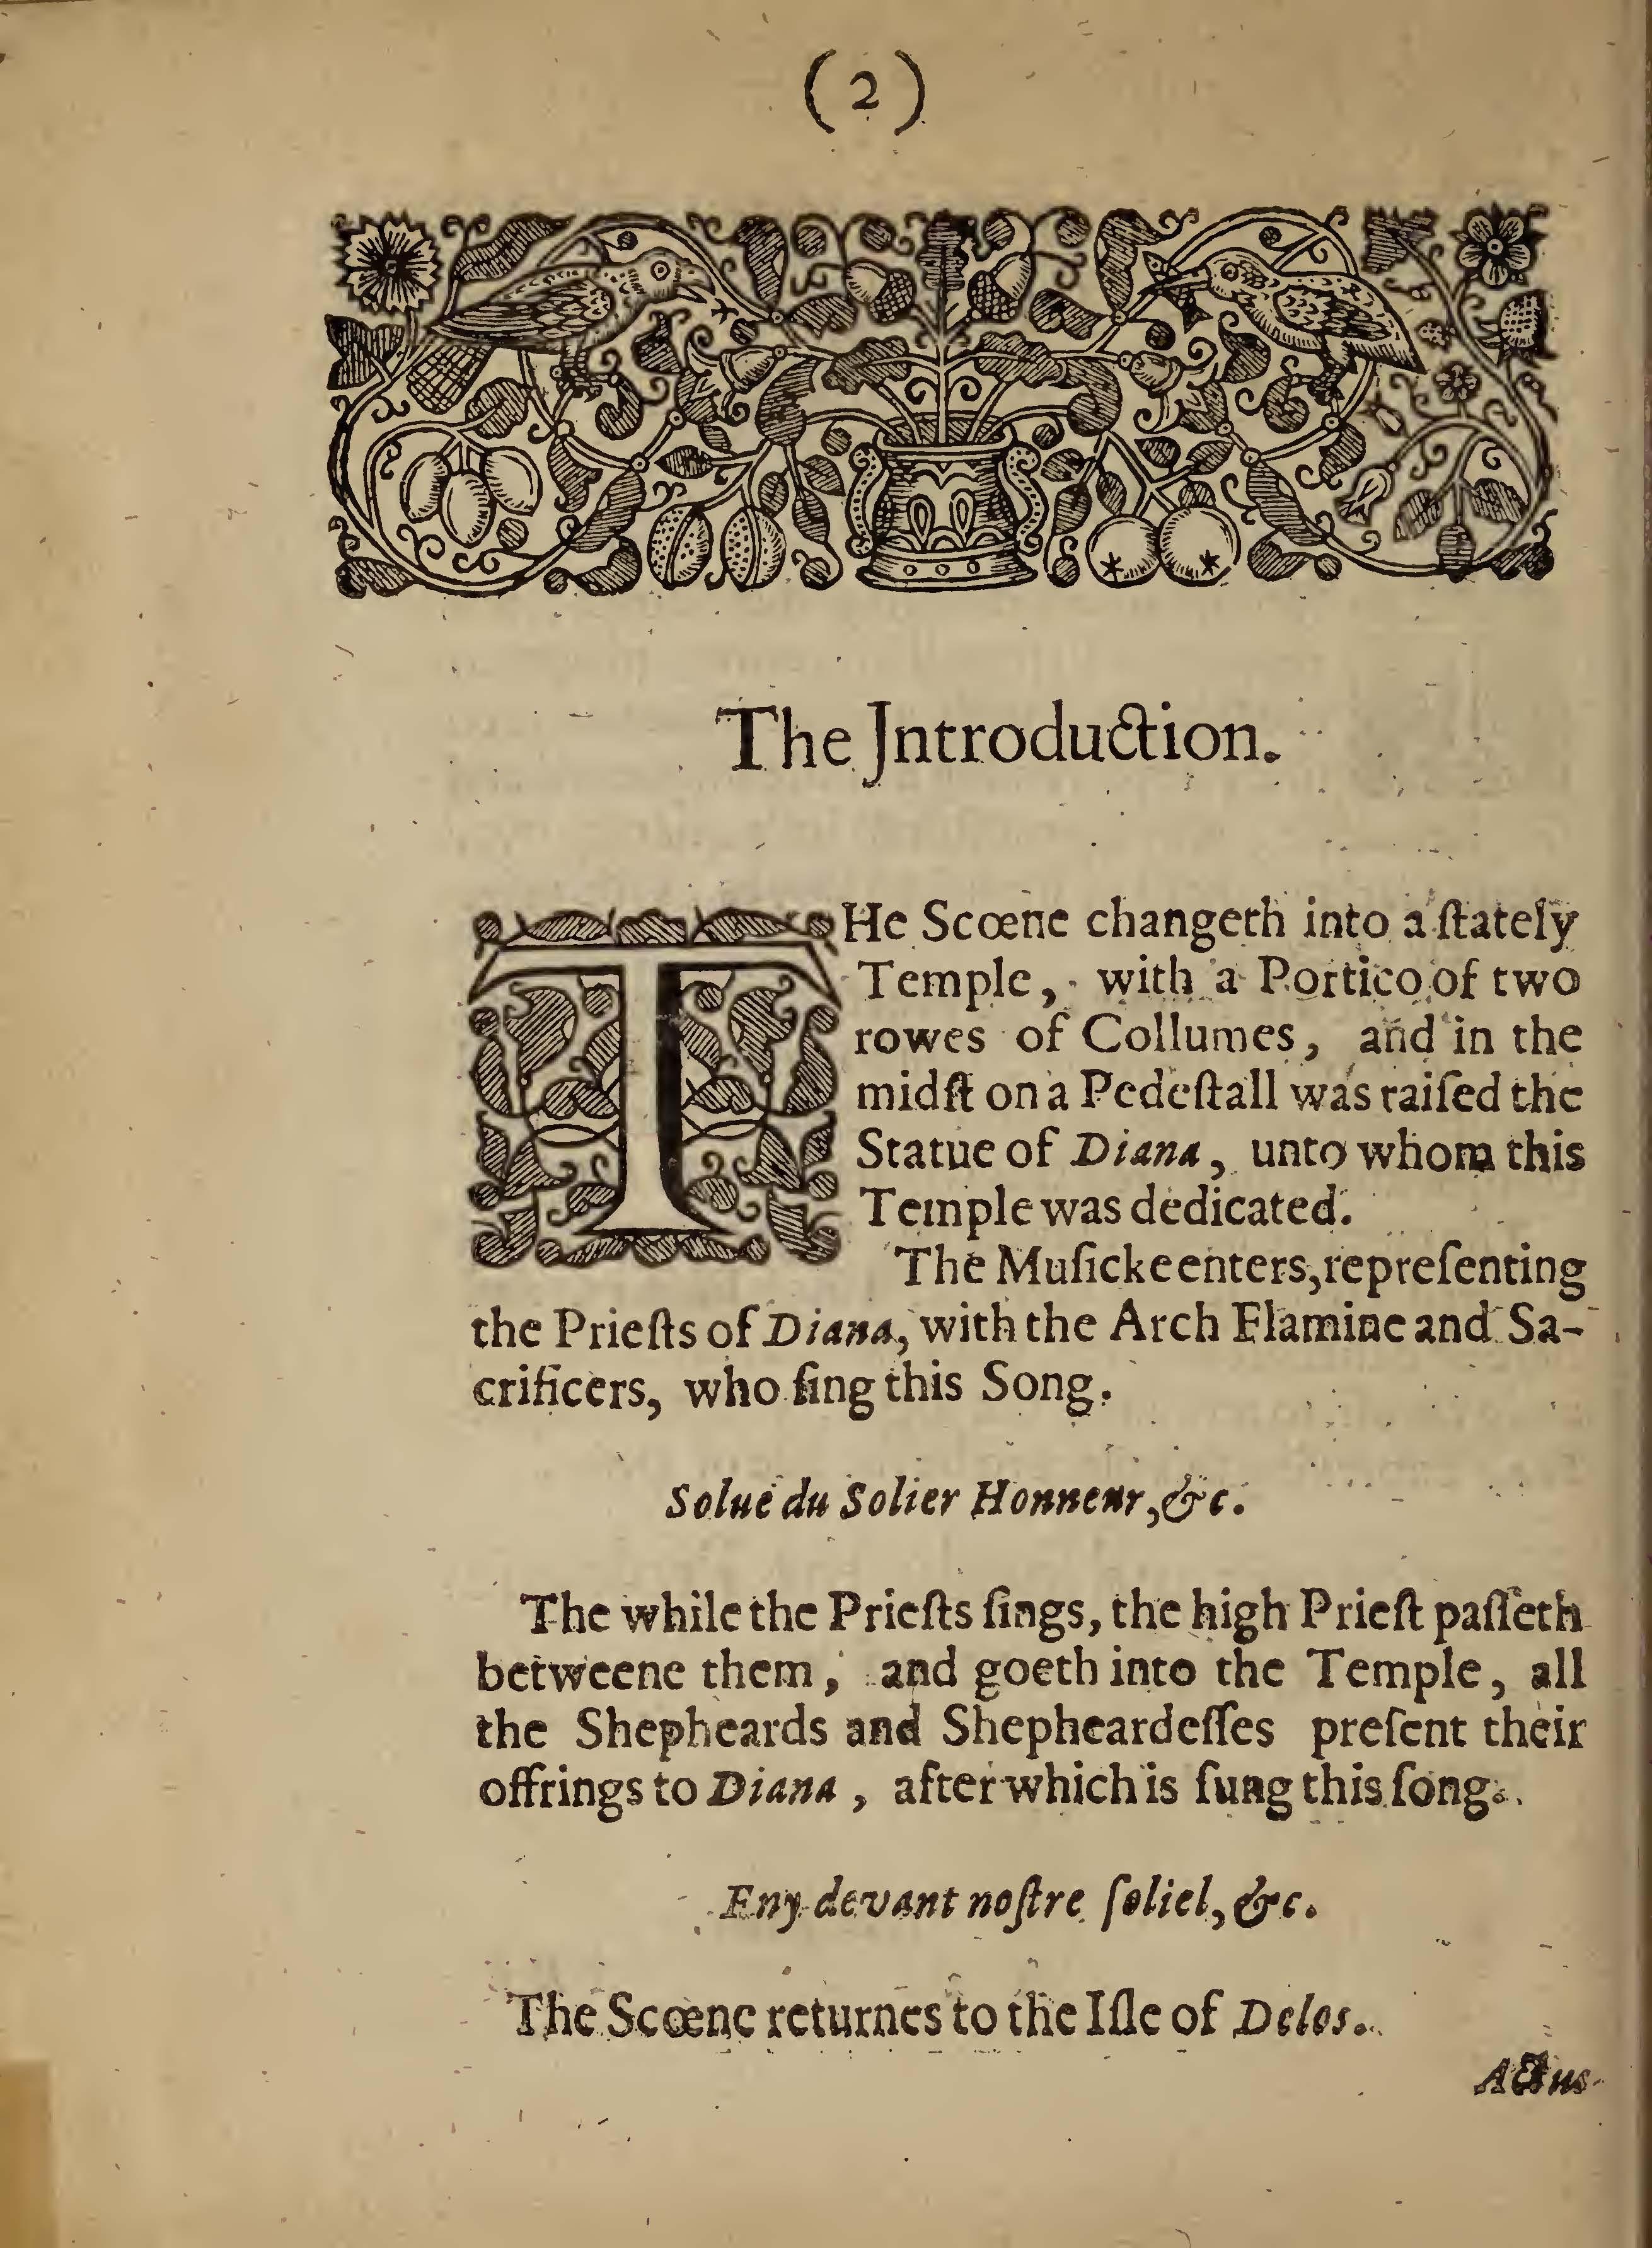 (2)
The Jntroduction.
THe Scœne changeth into a ſtately
Temple, with a Portico of two
rowes of Collumes, and in the
midſt on a Pedeſtall was raiſed the
Statue of Diana, unto whom this
Temple was dedicated.
The Muſicke enters, repreſenting
the Prieſts of Diana, with the Arch Flamine and Sa-
crificers, who ſing this Song.
Solue du Solier Honneur, &c.
The while the Prieſts ſings, the high Prieſt paſſeth
betweene them, and goeth into the Temple, all
the Shepheards and Shepheardeſſes preſent their
offrings to Diana, after which is ſung this ſong.
Eny devant noſtre ſoliel, &c.
The Scœne returnes to the Iſle of Delos.
Actus